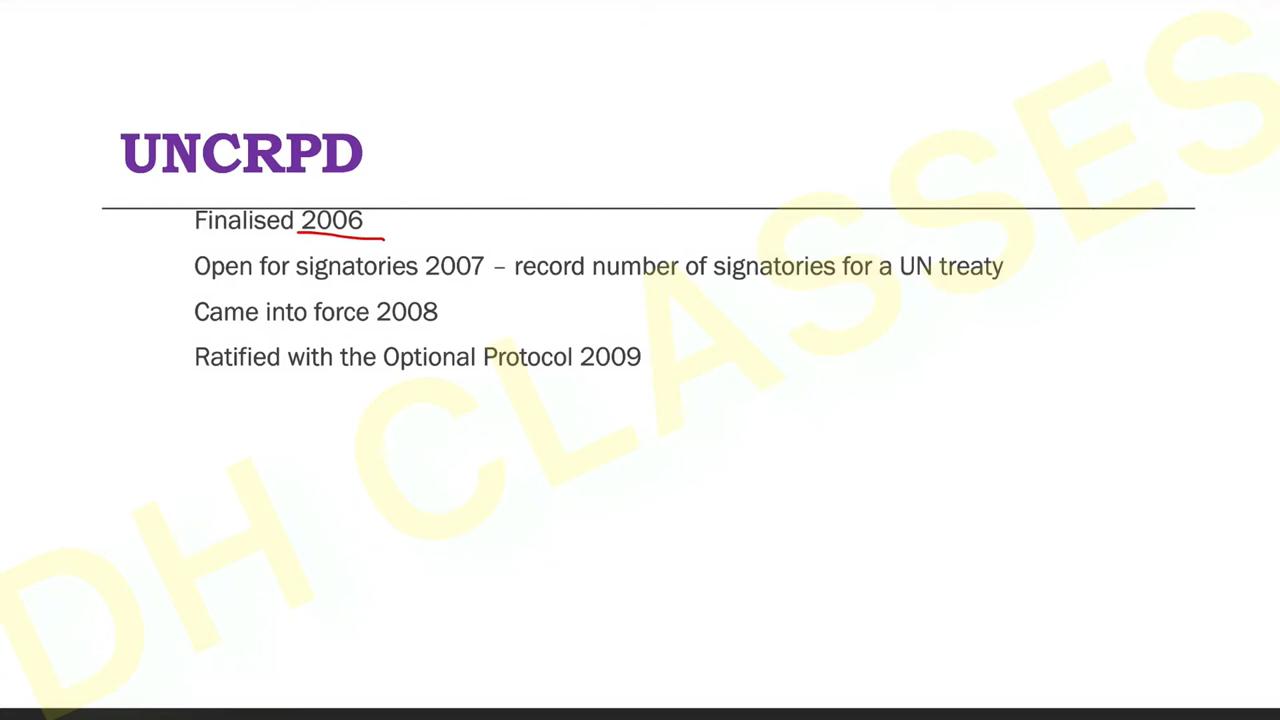 UNCRPD
Finalised 2006
Open for signatories 2007 – record number of signatories for a UN treaty
Came into force 2008
Ratified with the Optional Protocol 2009
DH CLASSES